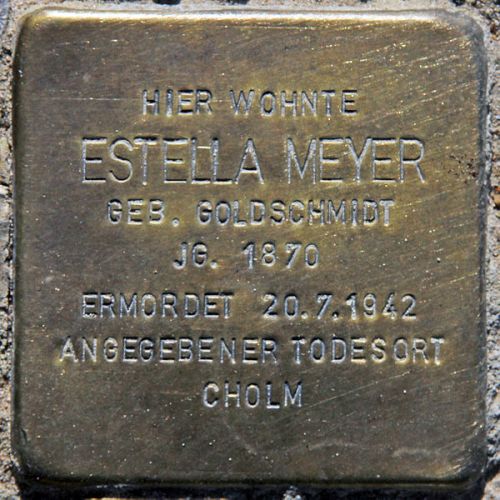 HIER WOHNTE
ESTELLA MEYER
GEB. GOLDSCHMIDT
JG. 1870
ERMORDET 20.7.1942
ANGEGEBENER TODESORT
CHOLM